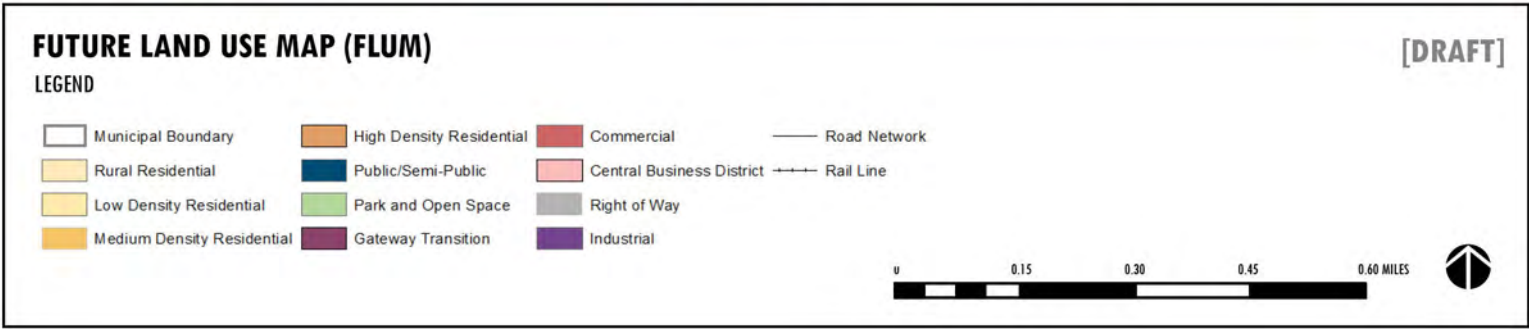 FUTURE LAND USE MAP (FLUM)
[DRAFT]
LEGEND
Municipal Boundary
Rural Residential
Low Density Residential
Medium Density Residential
High Density Residential
Public/Semi-Public
Park and Open Space
Gateway Transition
Commercial
Central Business District
Right of Way
Industrial
Road Network
Rail Line
0 0.15 0.30 0.45 0.60 MILES